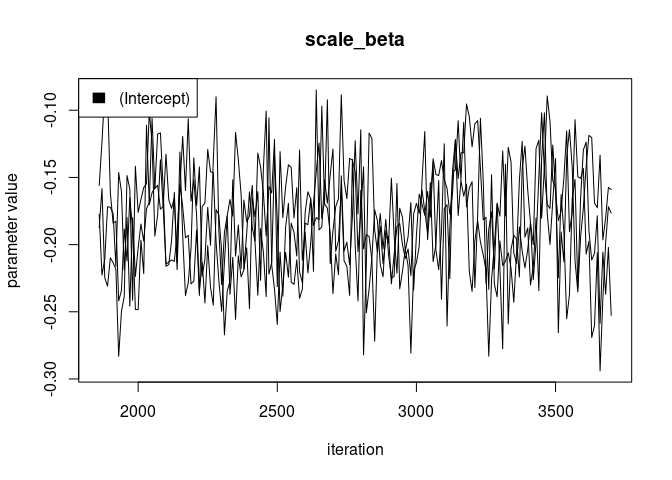 scale_beta
(Intercept)
parameter value
-0.10
-0.15
-0.20
-0.25
-0.30
2000 2500 3000 3500
iteration